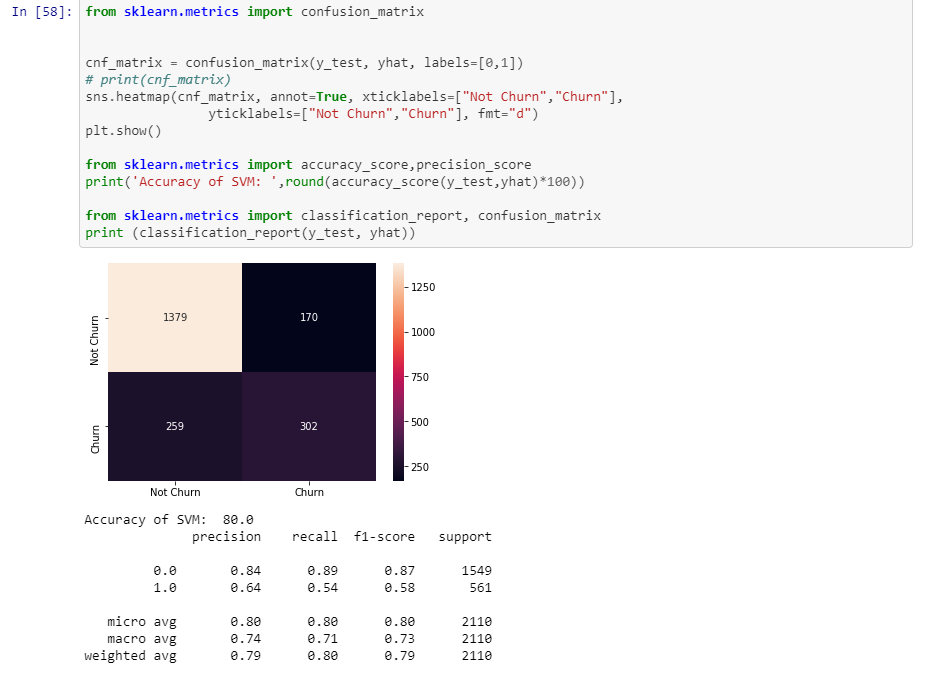 In [58]: from sklearn.metrics import confusion_matrix
cnf_matrix = confusion_matrix(y_test, yhat, labels=[0,1])
# print(cnf_matrix)
sns.heatmap(cnf_matrix, annot=True, xticklabels=["Not Churn","Churn"],
yticklabels=["Not Churn","Churn"], fmt="d")
plt.show()
from sklearn.metrics import accuracy_score,precision_score
print('Accuracy of SVM: ',round(accuracy_score(y_test,yhat)*100))
from sklearn.metrics import classification_report, confusion_matrix
print (classification_report(y_test, yhat))
Not Churn
1379 170
Churn
259 302
Not Churn Churn
1250
1000
750
500
250
Accuracy of SVM:  80.0
precision recall f1-score support
0.0 0.84 0.89 0.87 1549
1.0 0.64 0.54 0.58 561
micro avg 0.80 0.80 0.80 2110
macro avg 0.74 0.71 0.73 2110
weighted avg 0.79 0.80 0.79 2110